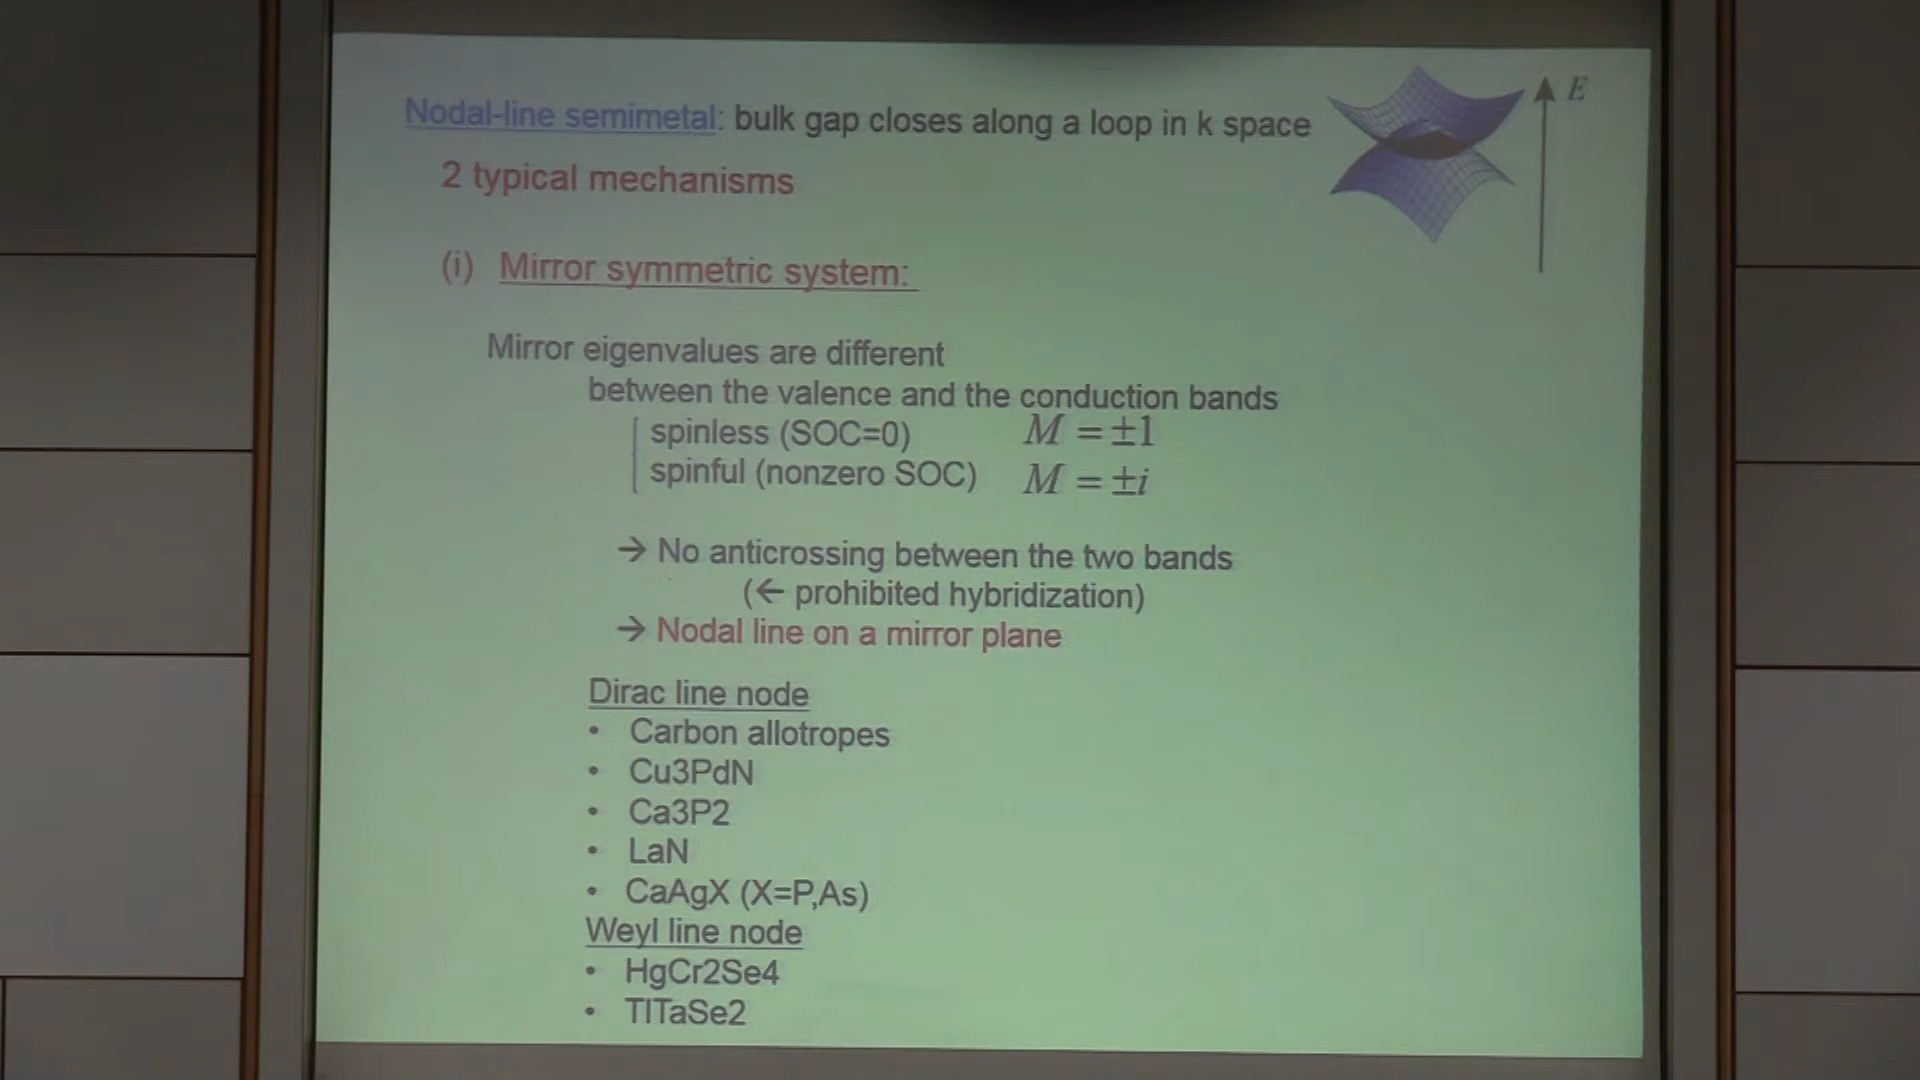 Nodal-line semimetal: bulk gap closes along a loop in k space
E
2 typical mechanisms
(i) Mirror symmetric system:
Mirror eigenvalues are different
between the valence and the conduction bands
spinless (SOC=0) M = ±1
spinful (nonzero SOC) M = ±i
→ No anticrossing between the two bands
(← prohibited hybridization)
→ Nodal line on a mirror plane
Dirac line node
• Carbon allotropes
• Cu3PdN
• Ca3P2
• LaN
• CaAgX (X=P,As)
Weyl line node
• HgCr2Se4
• TlTaSe2